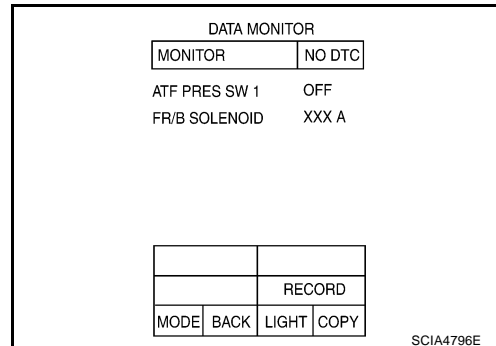 DATA MONITOR
MONITOR NO DTC
ATF PRES SW 1 OFF
FR/B SOLENOID XXX A
RECORD
MODE BACK LIGHT COPY
SCIA4796E